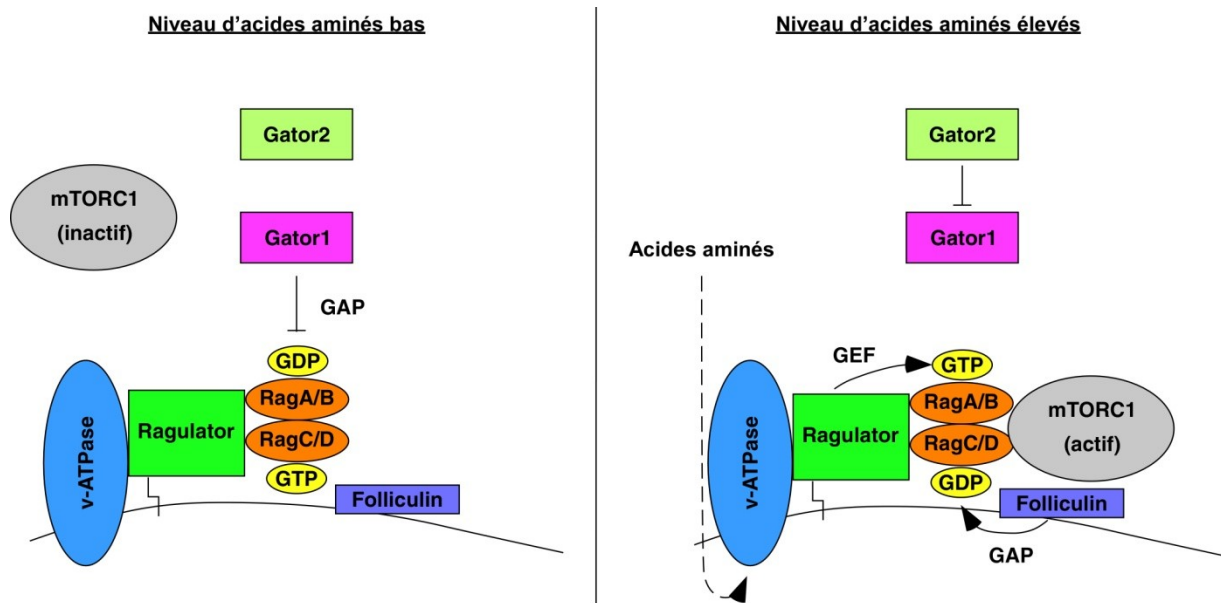 Niveau d'acides aminés bas
Gator2
mTORC1
(inactif)
Gator1
GAP
GDP
RagA/B
v-ATPase
Ragulator
RagC/D
GTP
Folliculin
Niveau d'acides aminés élevés
Gator2
Gator1
Acides aminés
GEF
GTP
RagA/B
mTORC1
(actif)
v-ATPase
Ragulator
RagC/D
GDP
Folliculin
GAP